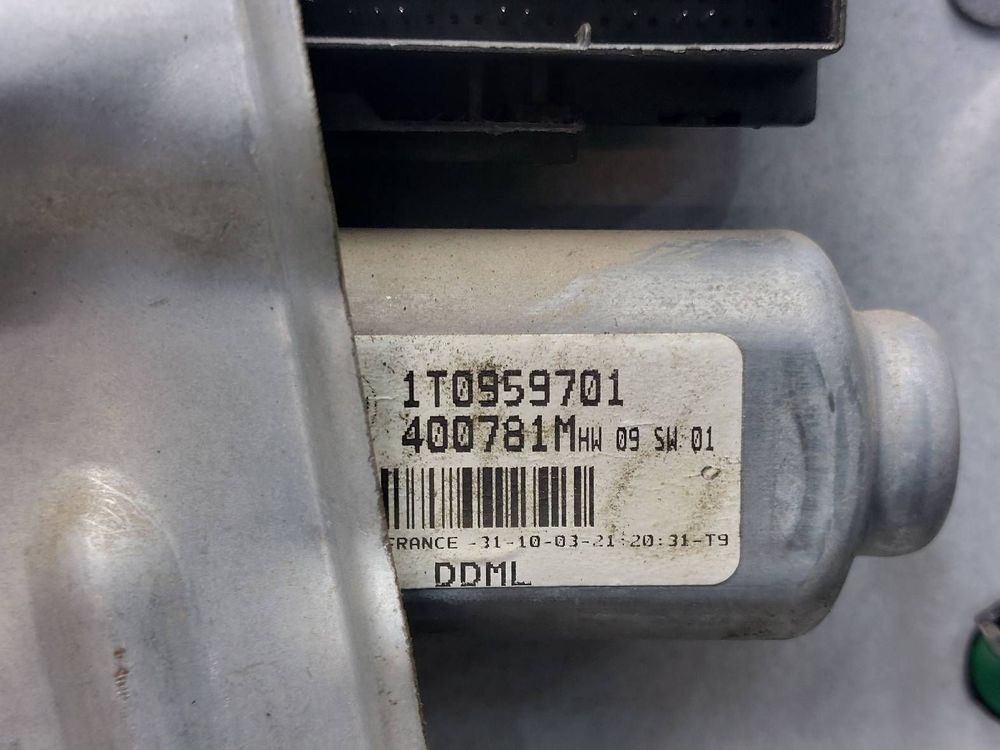 1T0959701
400781M HW 09 SW 01
FRANCE -31-10-03-21:20:31-T9
DDML